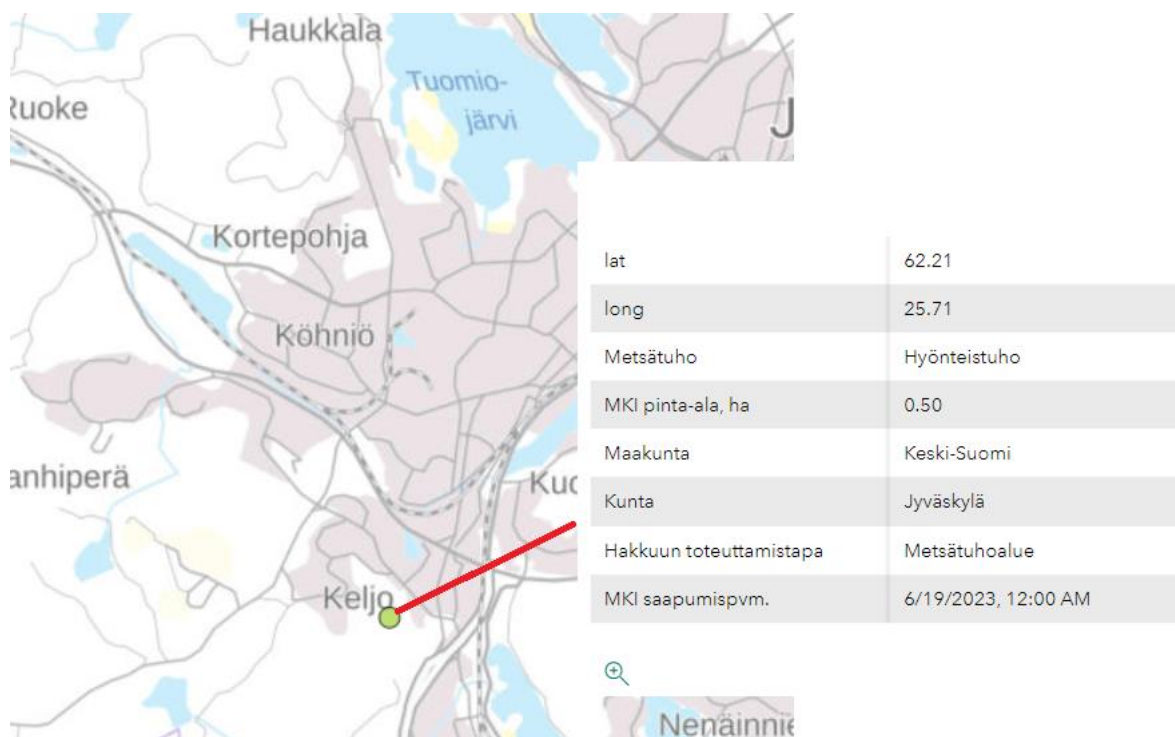 Haukkala
Tuomio-
järvi
Ruoke
J
Kortepohja
Köhniö
anhiperä
Kuo
Keljo
lat 62.21
long 25.71
Metsätuho Hyönteistuho
MKI pinta-ala, ha 0.50
Maakunta Keski-Suomi
Kunta Jyväskylä
Hakkuun toteuttamistapa Metsätuhoalue
MKI saapumispvm. 6/19/2023, 12:00 AM
Nenäinnie